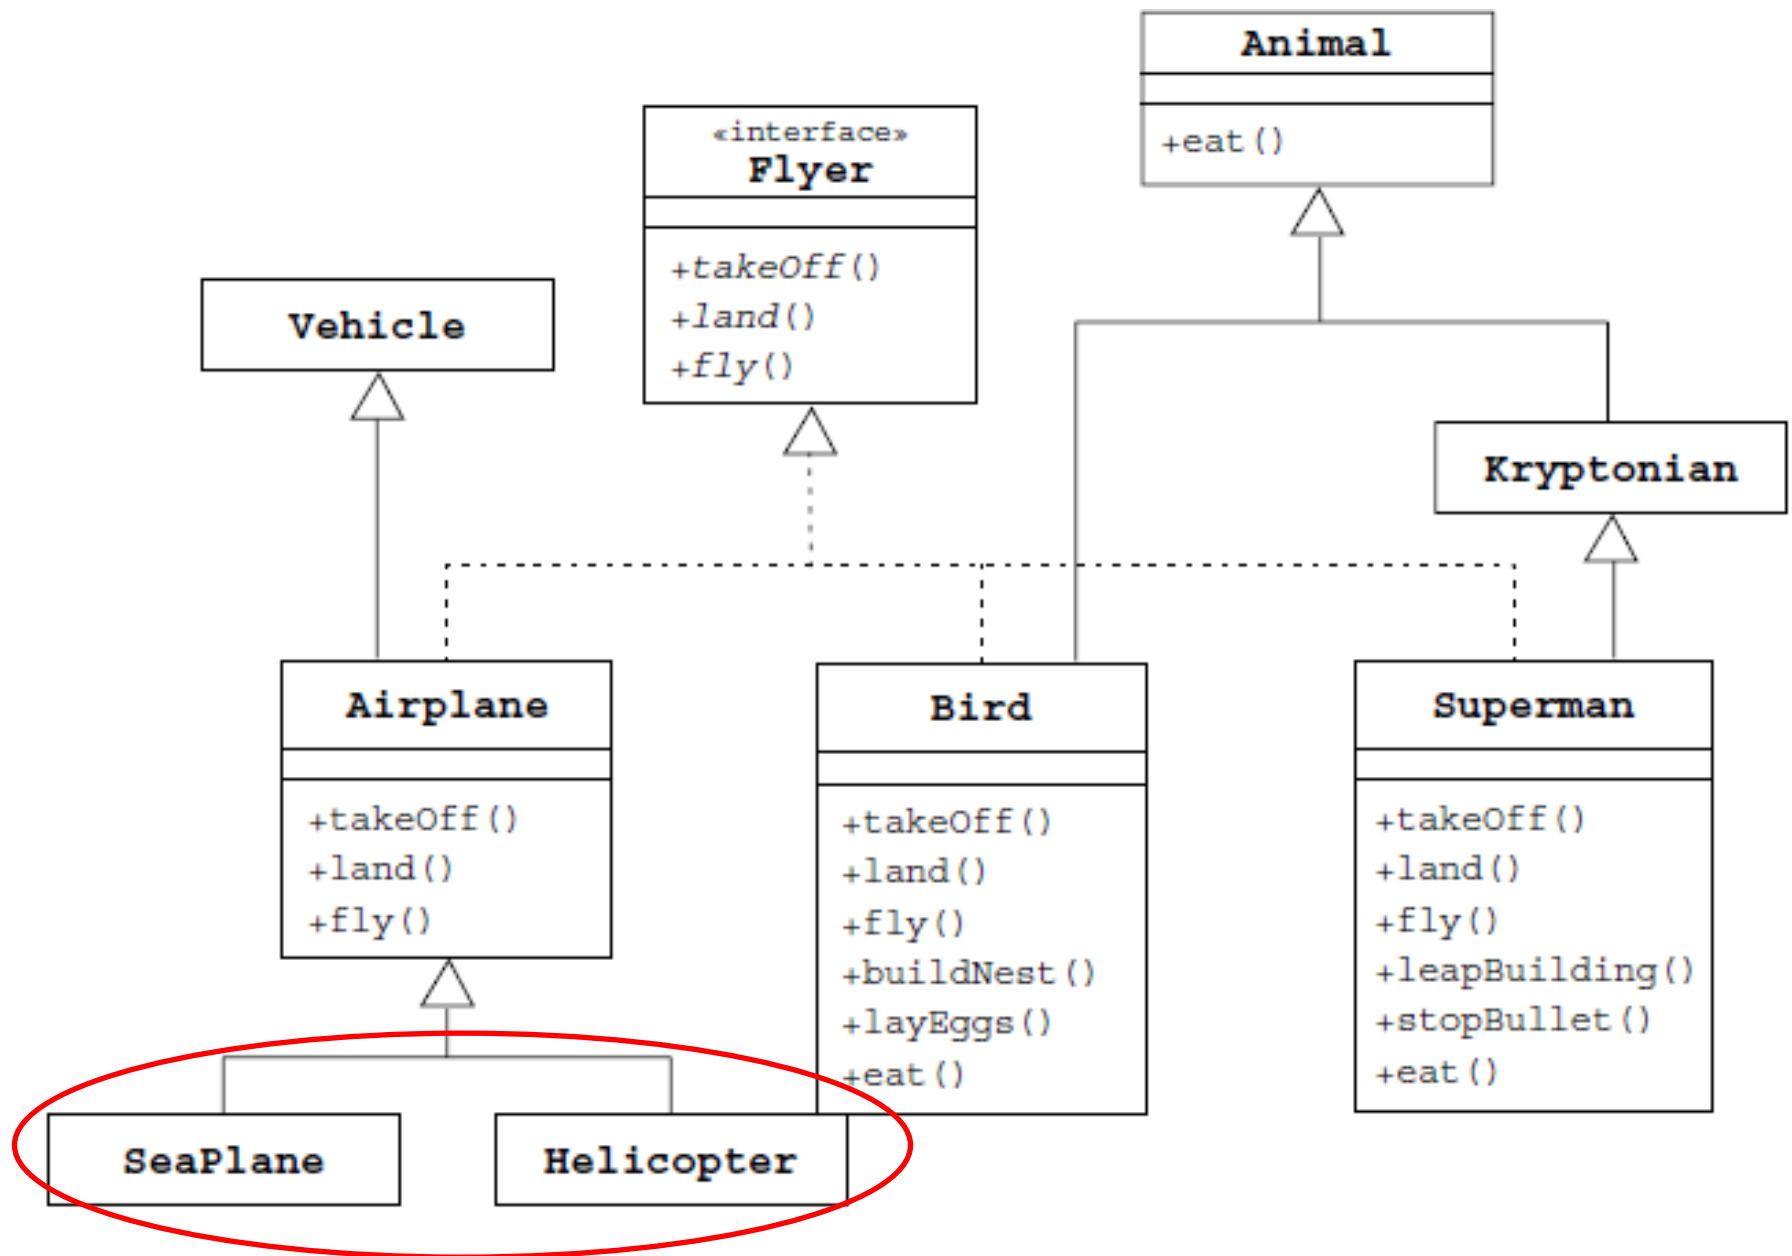 Animal
+eat()
«interface»
Flyer
+takeOff()
+land()
+fly()
Vehicle
Kryptonian
Airplane
+takeOff()
+land()
+fly()
Bird
+takeOff()
+land()
+fly()
+buildNest()
+layEggs()
+eat()
Superman
+takeOff()
+land()
+fly()
+leapBuilding()
+stopBullet()
+eat()
SeaPlane
Helicopter